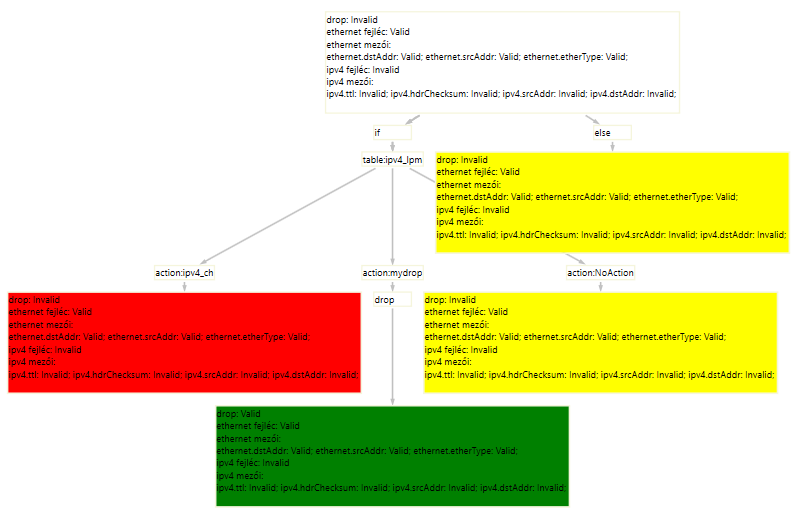 drop: Invalid
ethernet fejléc: Valid
ethernet mezői:
ethernet.dstAddr: Valid; ethernet.srcAddr: Valid; ethernet.etherType: Valid;
ipv4 fejléc: Invalid
ipv4 mezői:
ipv4.ttl: Invalid; ipv4.hdrChecksum: Invalid; ipv4.srcAddr: Invalid; ipv4.dstAddr: Invalid;
if
else
table:ipv4_lpm
drop: Invalid
ethernet fejléc: Valid
ethernet mezői:
ethernet.dstAddr: Valid; ethernet.srcAddr: Valid; ethernet.etherType: Valid;
ipv4 fejléc: Invalid
ipv4 mezői:
ipv4.ttl: Invalid; ipv4.hdrChecksum: Invalid; ipv4.srcAddr: Invalid; ipv4.dstAddr: Invalid;
action:ipv4_ch
action:mydrop
action:NoAction
drop: Invalid
ethernet fejléc: Valid
ethernet mezői:
ethernet.dstAddr: Valid; ethernet.srcAddr: Valid; ethernet.etherType: Valid;
ipv4 fejléc: Invalid
ipv4 mezői:
ipv4.ttl: Invalid; ipv4.hdrChecksum: Invalid; ipv4.srcAddr: Invalid; ipv4.dstAddr: Invalid;
drop
drop: Invalid
ethernet fejléc: Valid
ethernet mezői:
ethernet.dstAddr: Valid; ethernet.srcAddr: Valid; ethernet.etherType: Valid;
ipv4 fejléc: Invalid
ipv4 mezői:
ipv4.ttl: Invalid; ipv4.hdrChecksum: Invalid; ipv4.srcAddr: Invalid; ipv4.dstAddr: Invalid;
drop: Valid
ethernet fejléc: Valid
ethernet mezői:
ethernet.dstAddr: Valid; ethernet.srcAddr: Valid; ethernet.etherType: Valid;
ipv4 fejléc: Invalid
ipv4 mezői:
ipv4.ttl: Invalid; ipv4.hdrChecksum: Invalid; ipv4.srcAddr: Invalid; ipv4.dstAddr: Invalid;